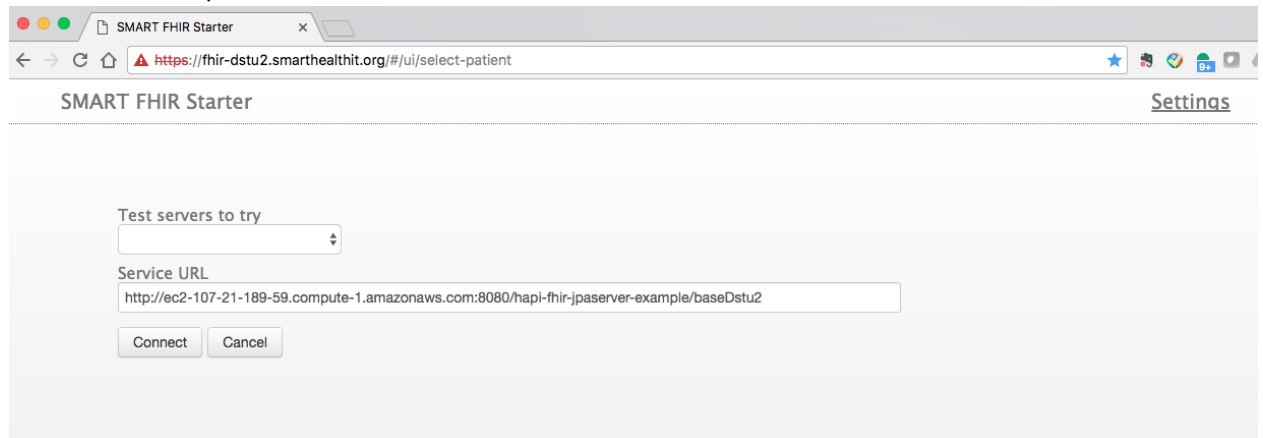 SMART FHIR Starter
https://fhir-dstu2.smarthealthit.org/#/ui/select-patient
9+
SMART FHIR Starter Settings
Test servers to try
Service URL
http://ec2-107-21-189-59.compute-1.amazonaws.com:8080/hapi-fhir-jpaserver-example/baseDstu2
Connect Cancel